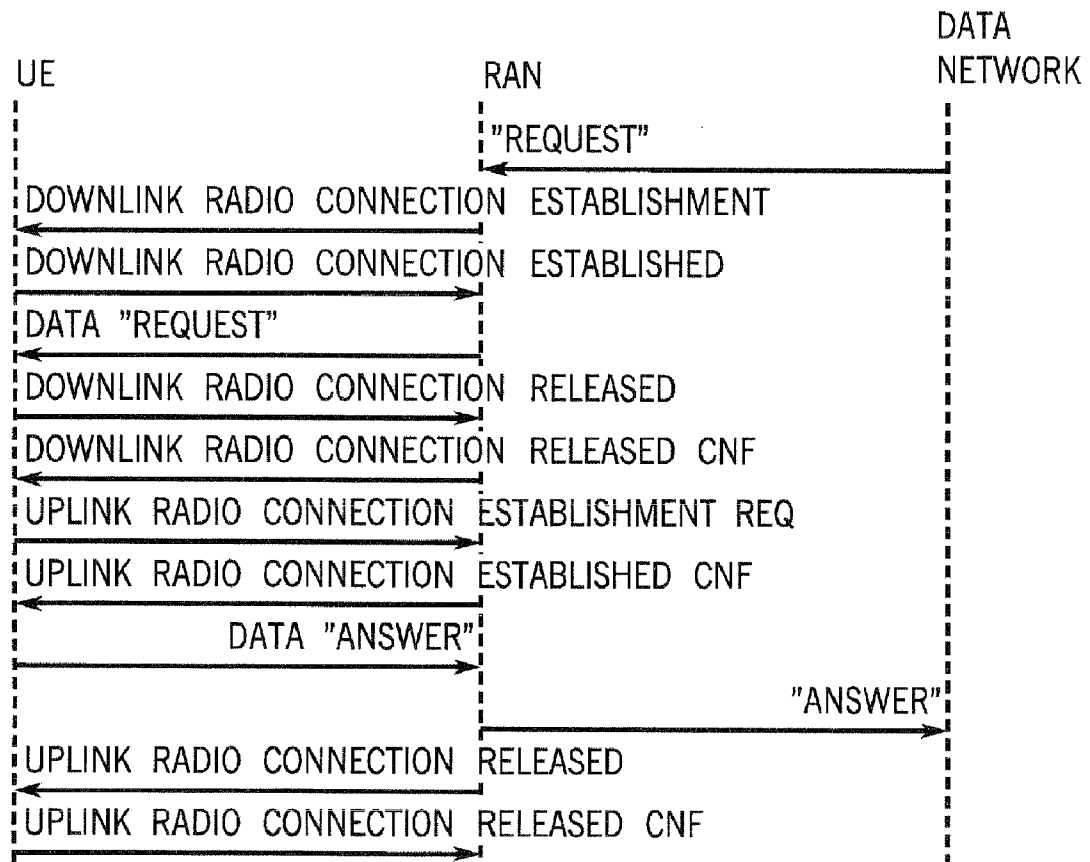 DATA
NETWORK
UE
RAN
"REQUEST"
DOWNLINK RADIO CONNECTION ESTABLISHMENT
DOWNLINK RADIO CONNECTION ESTABLISHED
DATA "REQUEST"
DOWNLINK RADIO CONNECTION RELEASED
DOWNLINK RADIO CONNECTION RELEASED CNF
UPLINK RADIO CONNECTION ESTABLISHMENT REQ
UPLINK RADIO CONNECTION ESTABLISHED CNF
DATA "ANSWER"
"ANSWER"
UPLINK RADIO CONNECTION RELEASED
UPLINK RADIO CONNECTION RELEASED CNF